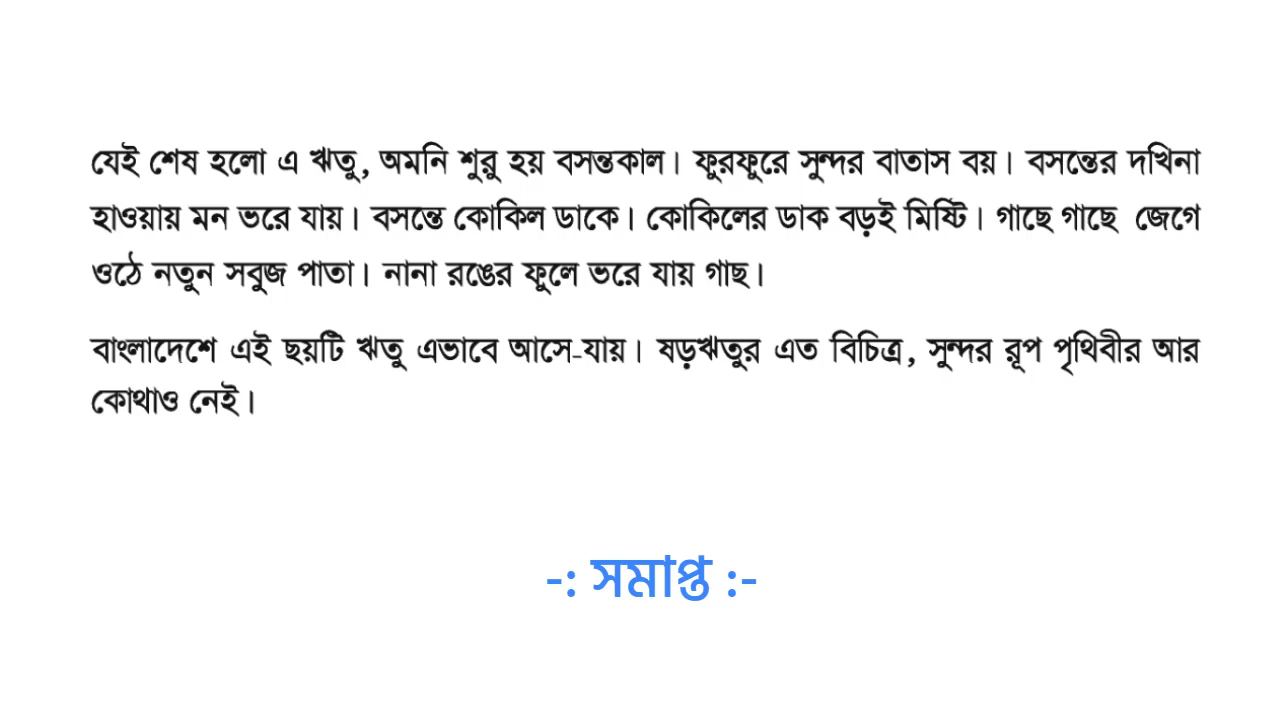 যেই শেষ হলো এ ঋতু, অমনি শুরু হয় বসন্তকাল। ফুরফুরে সুন্দর বাতাস বয়। বসন্তের দখিনা
হাওয়ায় মন ভরে যায়। বসন্তে কোকিল ডাকে। কোকিলের ডাক বড়ই মিষ্টি। গাছে গাছে জেগে
ওঠে নতুন সবুজ পাতা। নানা রঙের ফুলে ভরে যায় গাছ।
বাংলাদেশে এই ছয়টি ঋতু এভাবে আসে-যায়। ষড়ঋতুর এত বিচিত্র, সুন্দর রূপ পৃথিবীর আর
কোথাও নেই।
-: সমাপ্ত :-